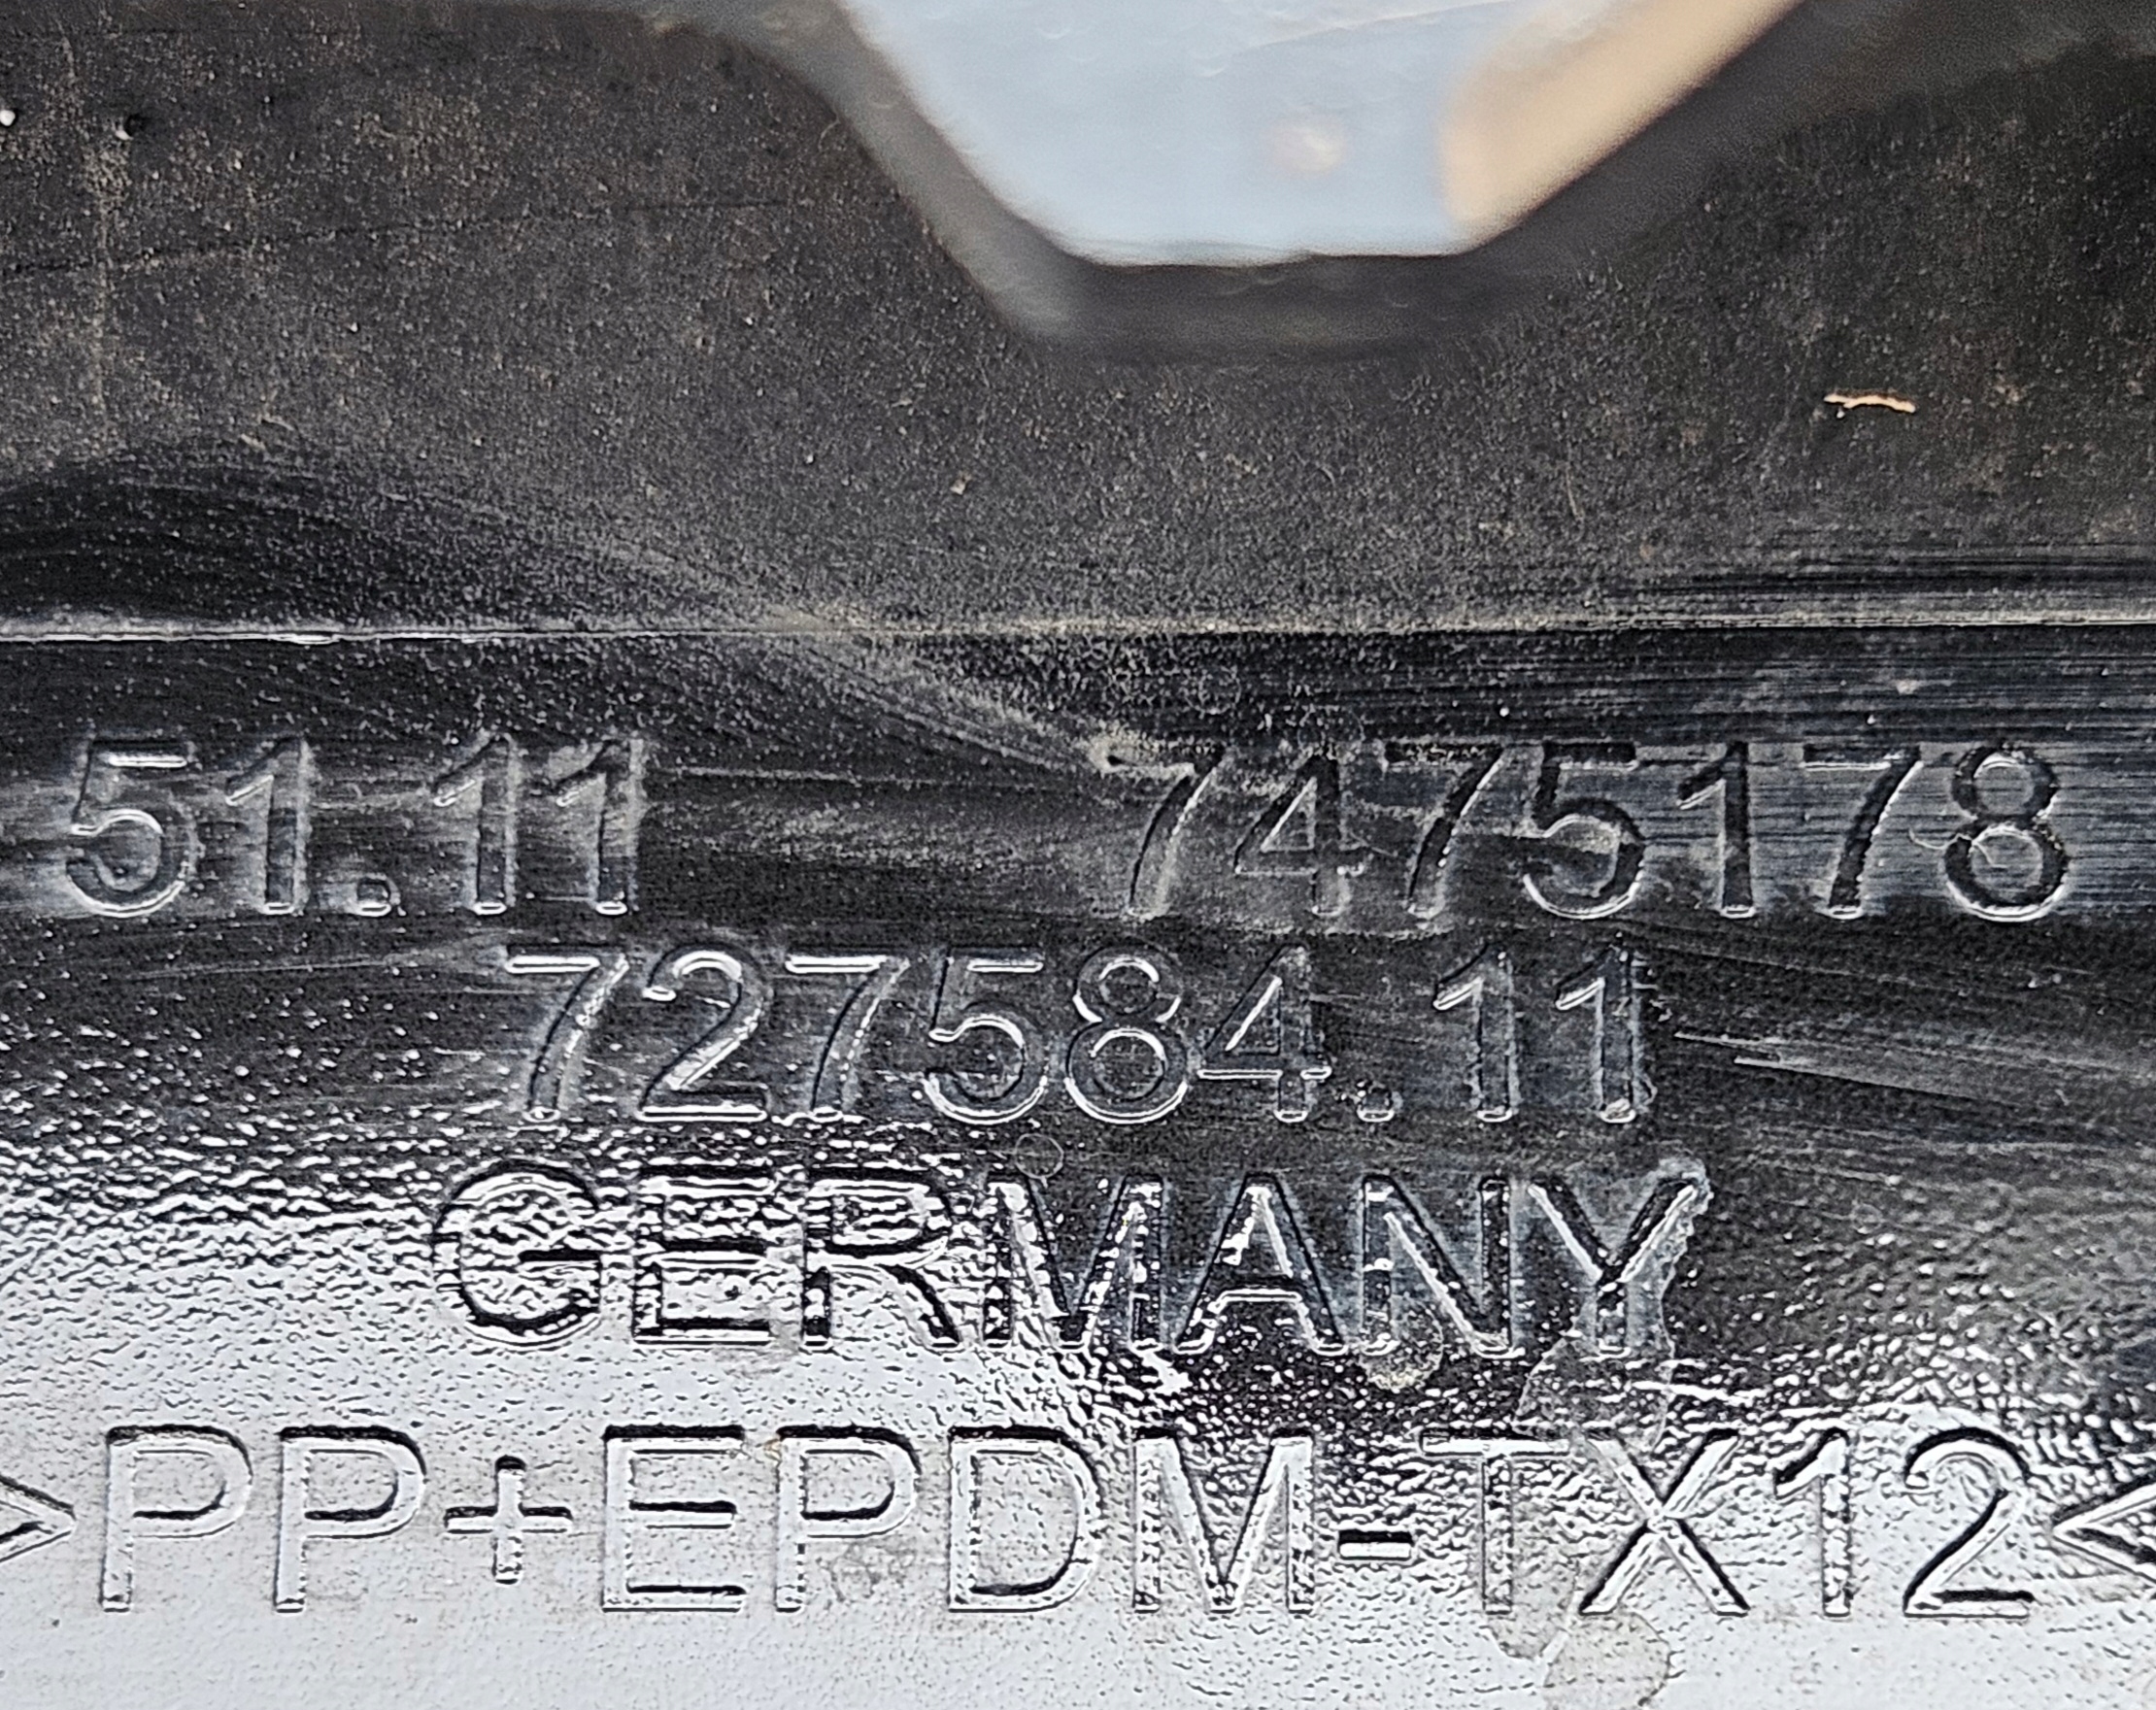 51.11 7475178
727584.11
GERMANY
>PP+EPDM-TX12<